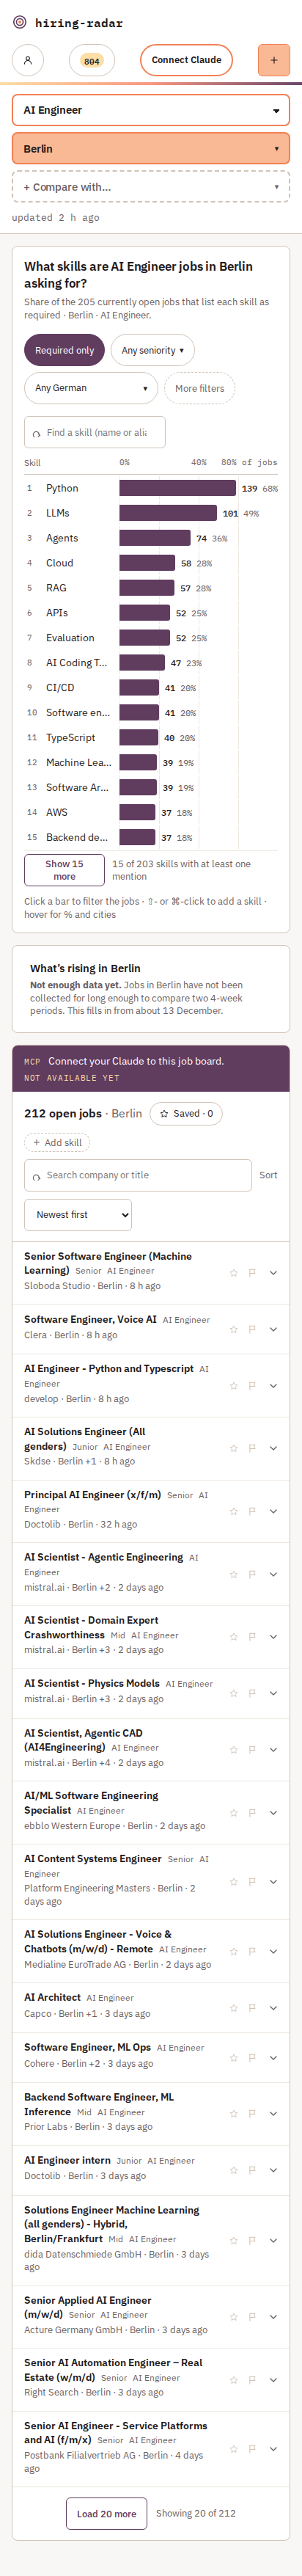 hiring-radar
804
Connect Claude
+
AI Engineer
Berlin
+ Compare with...
updated 2 h ago
What skills are AI Engineer jobs in Berlin
asking for?
Share of the 205 currently open jobs that list each skill as
required · Berlin · AI Engineer.
Required only
Any seniority
Any German
More filters
Find a skill (name or alia
Skill 0% 40% 80% of jobs
1 Python 139 68%
2 LLMs 101 49%
3 Agents 74 36%
4 Cloud 58 28%
5 RAG 57 28%
6 APIs 52 25%
7 Evaluation 52 25%
8 AI Coding T... 47 23%
9 CI/CD 41 20%
10 Software en... 41 20%
11 TypeScript 40 20%
12 Machine Lea... 39 19%
13 Software Ar... 39 19%
14 AWS 37 18%
15 Backend de... 37 18%
Show 15
more
15 of 203 skills with at least one
mention
Click a bar to filter the jobs · ⇧- or ⌘-click to add a skill ·
hover for % and cities
What's rising in Berlin
Not enough data yet. Jobs in Berlin have not been
collected for long enough to compare two 4-week
periods. This fills in from about 13 December.
MCP Connect your Claude to this job board.
NOT AVAILABLE YET
212 open jobs · Berlin
Saved · 0
+ Add skill
Search company or title
Sort
Newest first
Senior Software Engineer (Machine
Learning) Senior AI Engineer
Sloboda Studio · Berlin · 8 h ago
Software Engineer, Voice AI AI Engineer
Clera · Berlin · 8 h ago
AI Engineer - Python and Typescript AI
Engineer
develop · Berlin · 8 h ago
AI Solutions Engineer (All
genders) Junior AI Engineer
Skdse · Berlin +1 · 8 h ago
Principal AI Engineer (x/f/m) Senior AI
Engineer
Doctolib · Berlin · 32 h ago
AI Scientist - Agentic Engineering AI
Engineer
mistral.ai · Berlin +2 · 2 days ago
AI Scientist - Domain Expert
Crashworthiness Mid AI Engineer
mistral.ai · Berlin +3 · 2 days ago
AI Scientist - Physics Models AI Engineer
mistral.ai · Berlin +3 · 2 days ago
AI Scientist, Agentic CAD
(AI4Engineering) AI Engineer
mistral.ai · Berlin +4 · 2 days ago
AI/ML Software Engineering
Specialist AI Engineer
ebblo Western Europe · Berlin · 2 days ago
AI Content Systems Engineer Senior AI
Engineer
Platform Engineering Masters · Berlin · 2
days ago
AI Solutions Engineer - Voice &
Chatbots (m/w/d) - Remote AI Engineer
Medialine EuroTrade AG · Berlin · 2 days ago
AI Architect AI Engineer
Capco · Berlin +1 · 3 days ago
Software Engineer, ML Ops AI Engineer
Cohere · Berlin +2 · 3 days ago
Backend Software Engineer, ML
Inference Mid AI Engineer
Prior Labs · Berlin · 3 days ago
AI Engineer intern Junior AI Engineer
Doctolib · Berlin · 3 days ago
Solutions Engineer Machine Learning
(all genders) - Hybrid,
Berlin/Frankfurt Mid AI Engineer
dida Datenschmiede GmbH · Berlin · 3 days
ago
Senior Applied AI Engineer
(m/w/d) Senior AI Engineer
Acture Germany GmbH · Berlin · 3 days ago
Senior AI Automation Engineer – Real
Estate (w/m/d) Senior AI Engineer
Right Search · Berlin · 3 days ago
Senior AI Engineer - Service Platforms
and AI (f/m/x) Senior AI Engineer
Postbank Filialvertrieb AG · Berlin · 4 days
ago
Load 20 more
Showing 20 of 212